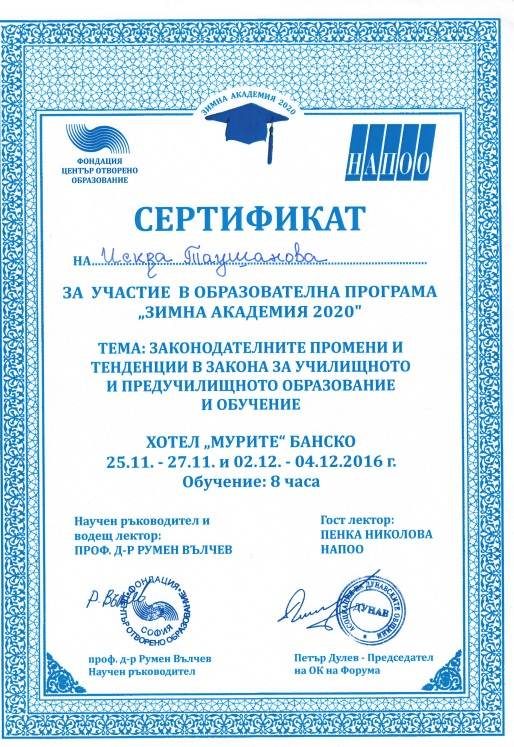 ЗИМНА АКАДЕМИЯ 2020
ФОНДАЦИЯ
ЦЕНТЪР ОТВОРЕНО
ОБРАЗОВАНИЕ
НАПОО
СЕРТИФИКАТ
НА Искра Таушанова
ЗА УЧАСТИЕ В ОБРАЗОВАТЕЛНА ПРОГРАМА
„ЗИМНА АКАДЕМИЯ 2020"
ТЕМА: ЗАКОНОДАТЕЛНИТЕ ПРОМЕНИ И
ТЕНДЕНЦИИ В ЗАКОНА ЗА УЧИЛИЩНОТО
И ПРЕДУЧИЛИЩНОТО ОБРАЗОВАНИЕ
И ОБУЧЕНИЕ
ХОТЕЛ „МУРИТЕ“ БАНСКО
25.11. - 27.11. и 02.12. - 04.12.2016 г.
Обучение: 8 часа
Научен ръководител и
водещ лектор:
ПРОФ. Д-Р РУМЕН ВЪЛЧЕВ
Гост лектор:
ПЕНКА НИКОЛОВА
НАПОО
ФОНДАЦИЯ
ЦЕНТЪР ОТВОРЕНО ОБРАЗОВАНИЕ
СОФИЯ
ДУНАВСКИТЕ ОБЩИНИ
ДУНАВ
проф. д-р Румен Вълчев
Научен ръководител
Петър Дулев - Председател
на ОК на Форума